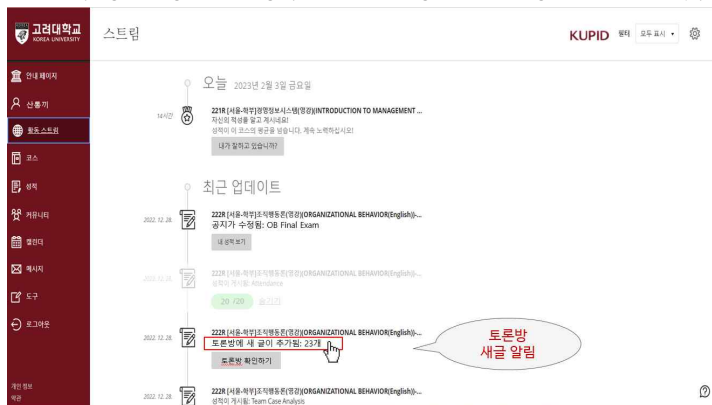 고려대학교
KOREA UNIVERSITY
스트림
KUPID
필터
모두 표시
안내 페이지
산통끼
활동 스트림
코스
성적
커뮤니티
캘린더
메시지
도구
로그아웃
개인 정보
약관
오늘 2023년 2월 3일 금요일
14시간
221R [서울-학부]경영정보시스템(영강)(INTRODUCTION TO MANAGEMENT ...
자신의 적성를 알고 계시네요!
성적이 이 코스의 평균을 넘습니다. 계속 노력하십시오!
내가 잘하고 있습니까?
최근 업데이트
2022. 12. 28.
222R [서울-학부]조직행동론(영강)(ORGANIZATIONAL BEHAVIOR(English))-...
공지가 수정됨: OB Final Exam
내 성적 보기
2022. 12. 28.
222R [서울-학부]조직행동론(영강)(ORGANIZATIONAL BEHAVIOR(English))-...
성적이 게시됨: Attendance
20 /20 숨기기
2022. 12. 28.
222R [서울-학부]조직행동론(영강)(ORGANIZATIONAL BEHAVIOR(English))-...
토론방에 새 글이 추가됨: 23개
토론방 확인하기
토론방
새글 알림
2022. 12. 28.
222R [서울-학부]조직행동론(영강)(ORGANIZATIONAL BEHAVIOR(English))-...
성적이 게시됨: Team Case Analysis